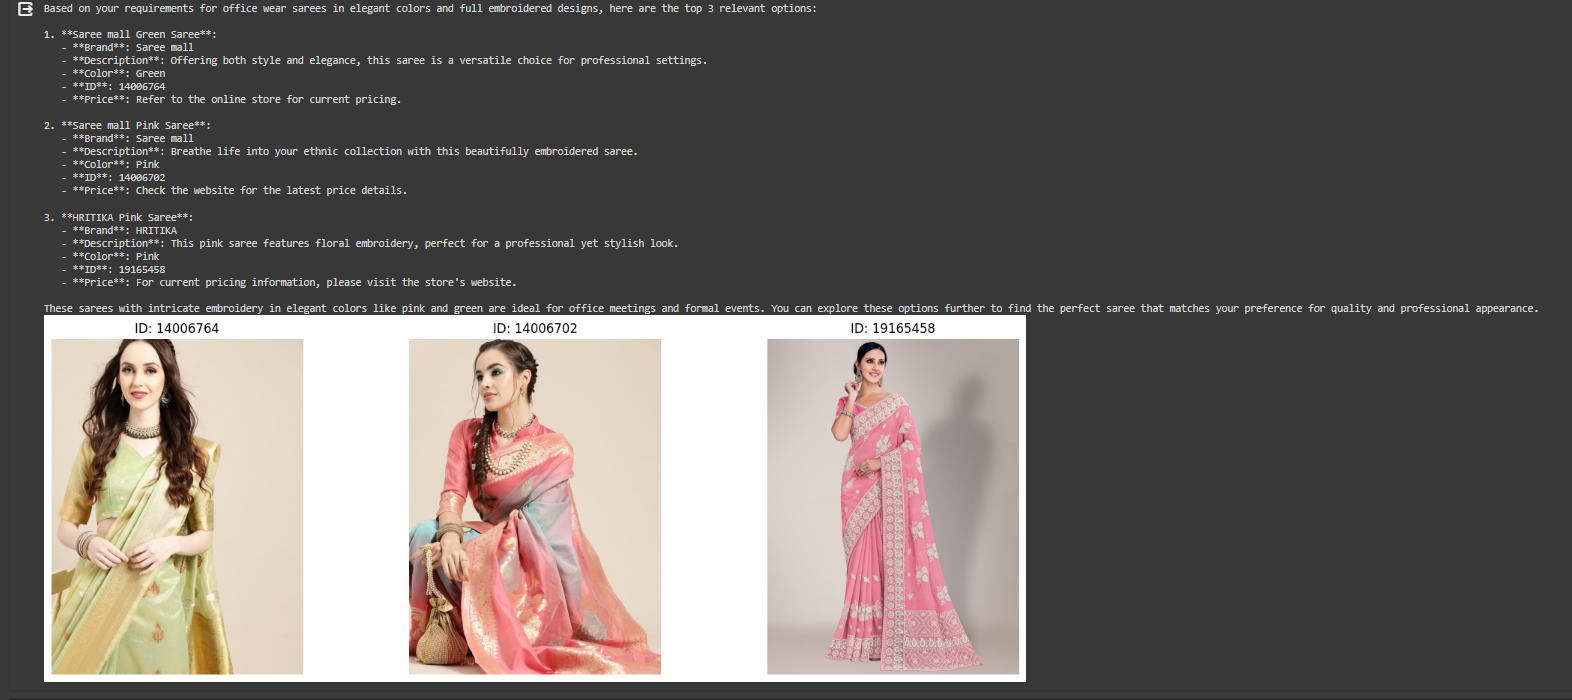 Based on your requirements for office wear sarees in elegant colors and full embroidered designs, here are the top 3 relevant options:
1. **Saree mall Green Saree**:
- **Brand**: Saree mall
- **Description**: Offering both style and elegance, this saree is a versatile choice for professional settings.
- **Color**: Green
- **ID**: 14006764
- **Price**: Refer to the online store for current pricing.
2. **Saree mall Pink Saree**:
- **Brand**: Saree mall
- **Description**: Breathe life into your ethnic collection with this beautifully embroidered saree.
- **Color**: Pink
- **ID**: 14006702
- **Price**: Check the website for the latest price details.
3. **HRITIKA Pink Saree**:
- **Brand**: HRITIKA
- **Description**: This pink saree features floral embroidery, perfect for a professional yet stylish look.
- **Color**: Pink
- **ID**: 19165458
- **Price**: For current pricing information, please visit the store's website.
These sarees with intricate embroidery in elegant colors like pink and green are ideal for office meetings and formal events. You can explore these options further to find the perfect saree that matches your preference for quality and professional appearance.
ID: 14006764
ID: 14006702
ID: 19165458